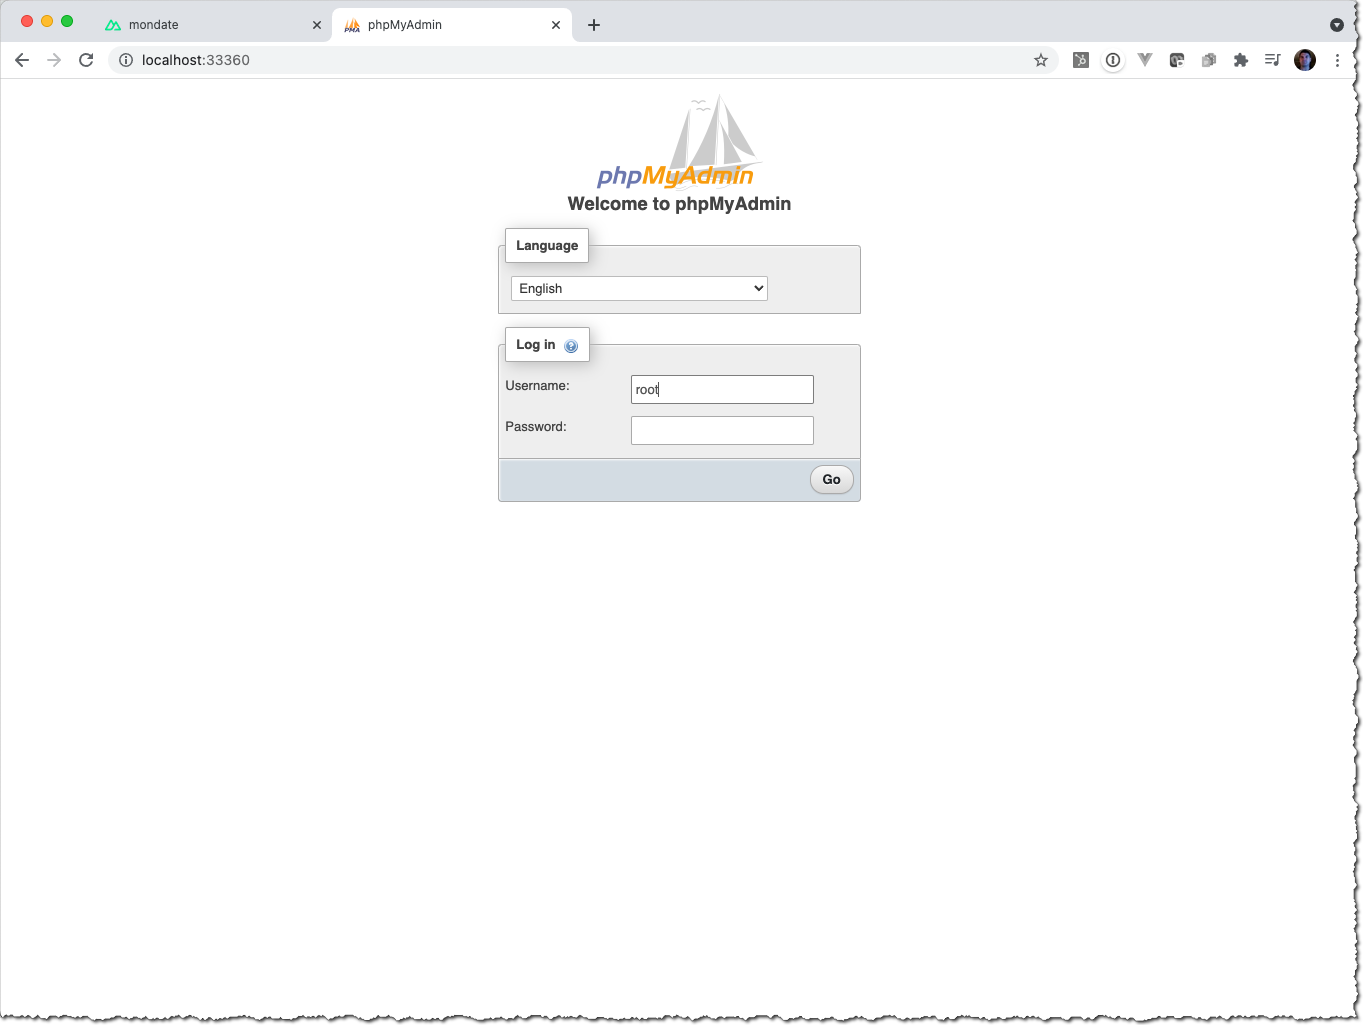 mondate
phpMyAdmin
localhost:33360
phpMyAdmin
Welcome to phpMyAdmin
Language
English
Log in
Username:
root
Password:
Go